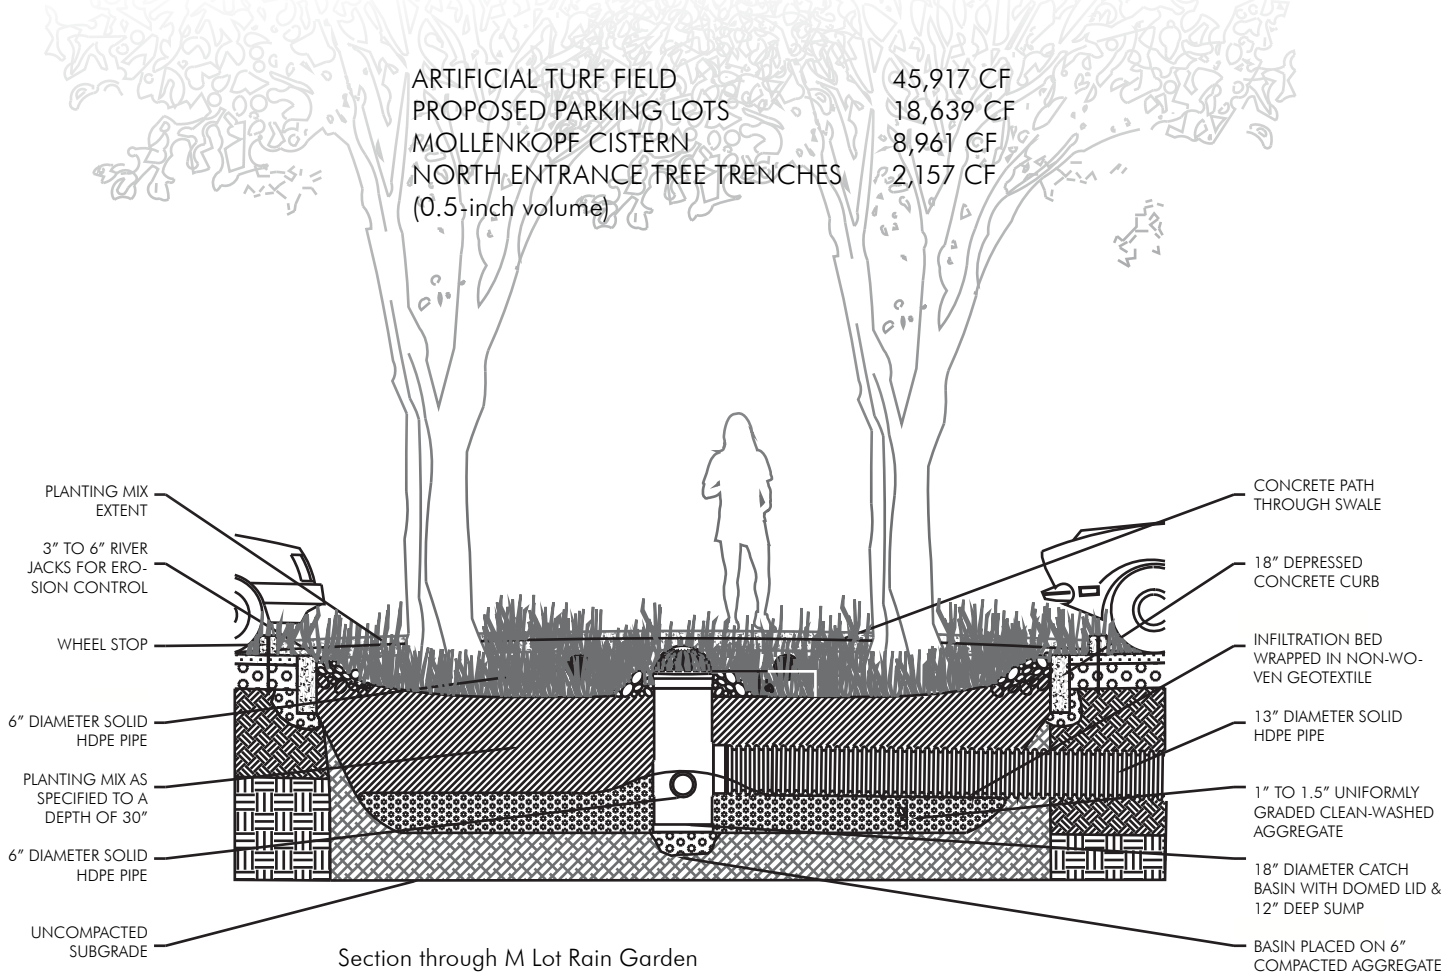 ARTIFICIAL TURF FIELD 45,917 CF
PROPOSED PARKING LOTS 18,639 CF
MOLLENKOPF CISTERN 8,961 CF
NORTH ENTRANCE TREE TRENCHES 2,157 CF
(0.5-inch volume)
PLANTING MIX
EXTENT
3” TO 6” RIVER
JACKS FOR ERO-
SION CONTROL
WHEEL STOP
6” DIAMETER SOLID
HDPE PIPE
PLANTING MIX AS
SPECIFIED TO A
DEPTH OF 30”
6” DIAMETER SOLID
HDPE PIPE
UNCOMPACTED
SUBGRADE
CONCRETE PATH
THROUGH SWALE
18” DEPRESSED
CONCRETE CURB
INFILTRATION BED
WRAPPED IN NON-WO-
VEN GEOTEXTILE
13” DIAMETER SOLID
HDPE PIPE
1” TO 1.5” UNIFORMLY
GRADED CLEAN-WASHED
AGGREGATE
18” DIAMETER CATCH
BASIN WITH DOMED LID &
12” DEEP SUMP
BASIN PLACED ON 6”
COMPACTED AGGREGATE
Section through M Lot Rain Garden